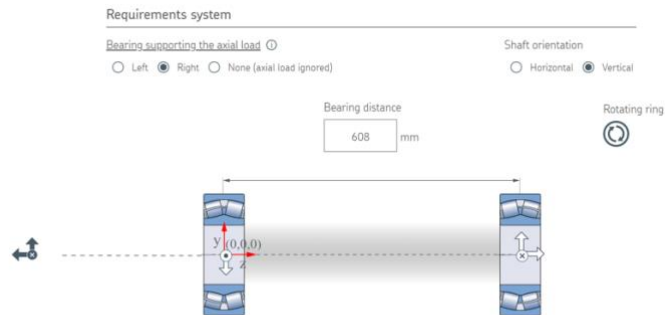 Requirements system
Bearing supporting the axial load
Shaft orientation
Left Right None (axial load ignored)
Horizontal Vertical
Bearing distance
Rotating ring
608 mm
y (0,0,0)
z